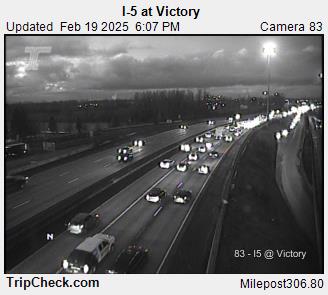 I-5 at Victory
Updated Feb 19 2025 6:07 PM Camera 83
N
83 - I5 @ Victory
TripCheck.com Milepost306.80